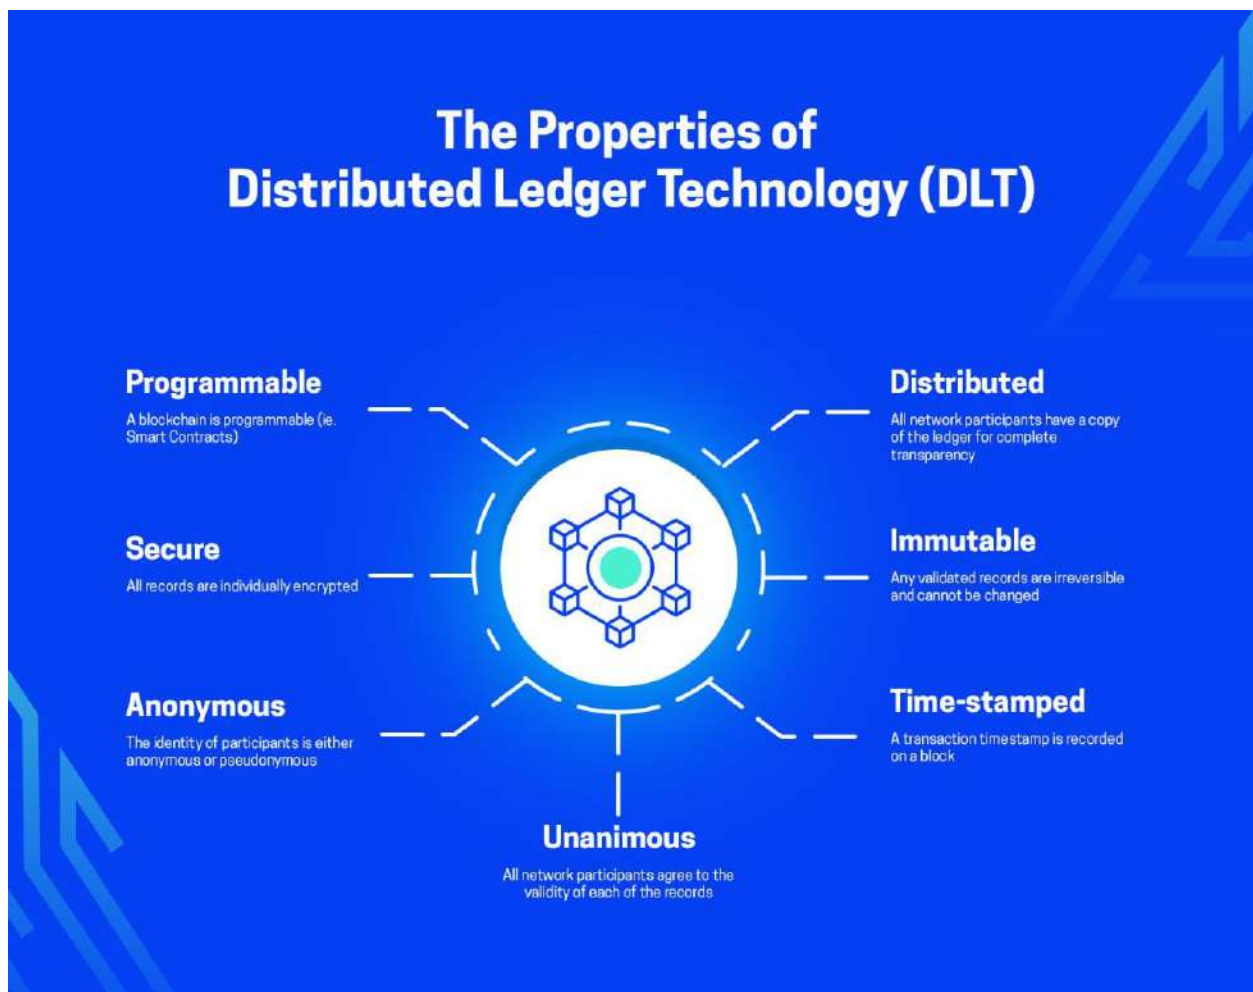 The Properties of
Distributed Ledger Technology (DLT)
Programmable
A blockchain is programmable (ie.
Smart Contracts)
Secure
All records are individually encrypted
Anonymous
The identity of participants is either
anonymous or pseudonymous
Unanimous
All network participants agree to the
validity of each of the records
Distributed
All network participants have a copy
of the ledger for complete
transparency
Immutable
Any validated records are irreversible
and cannot be changed
Time-stamped
A transaction timestamp is recorded
on a block